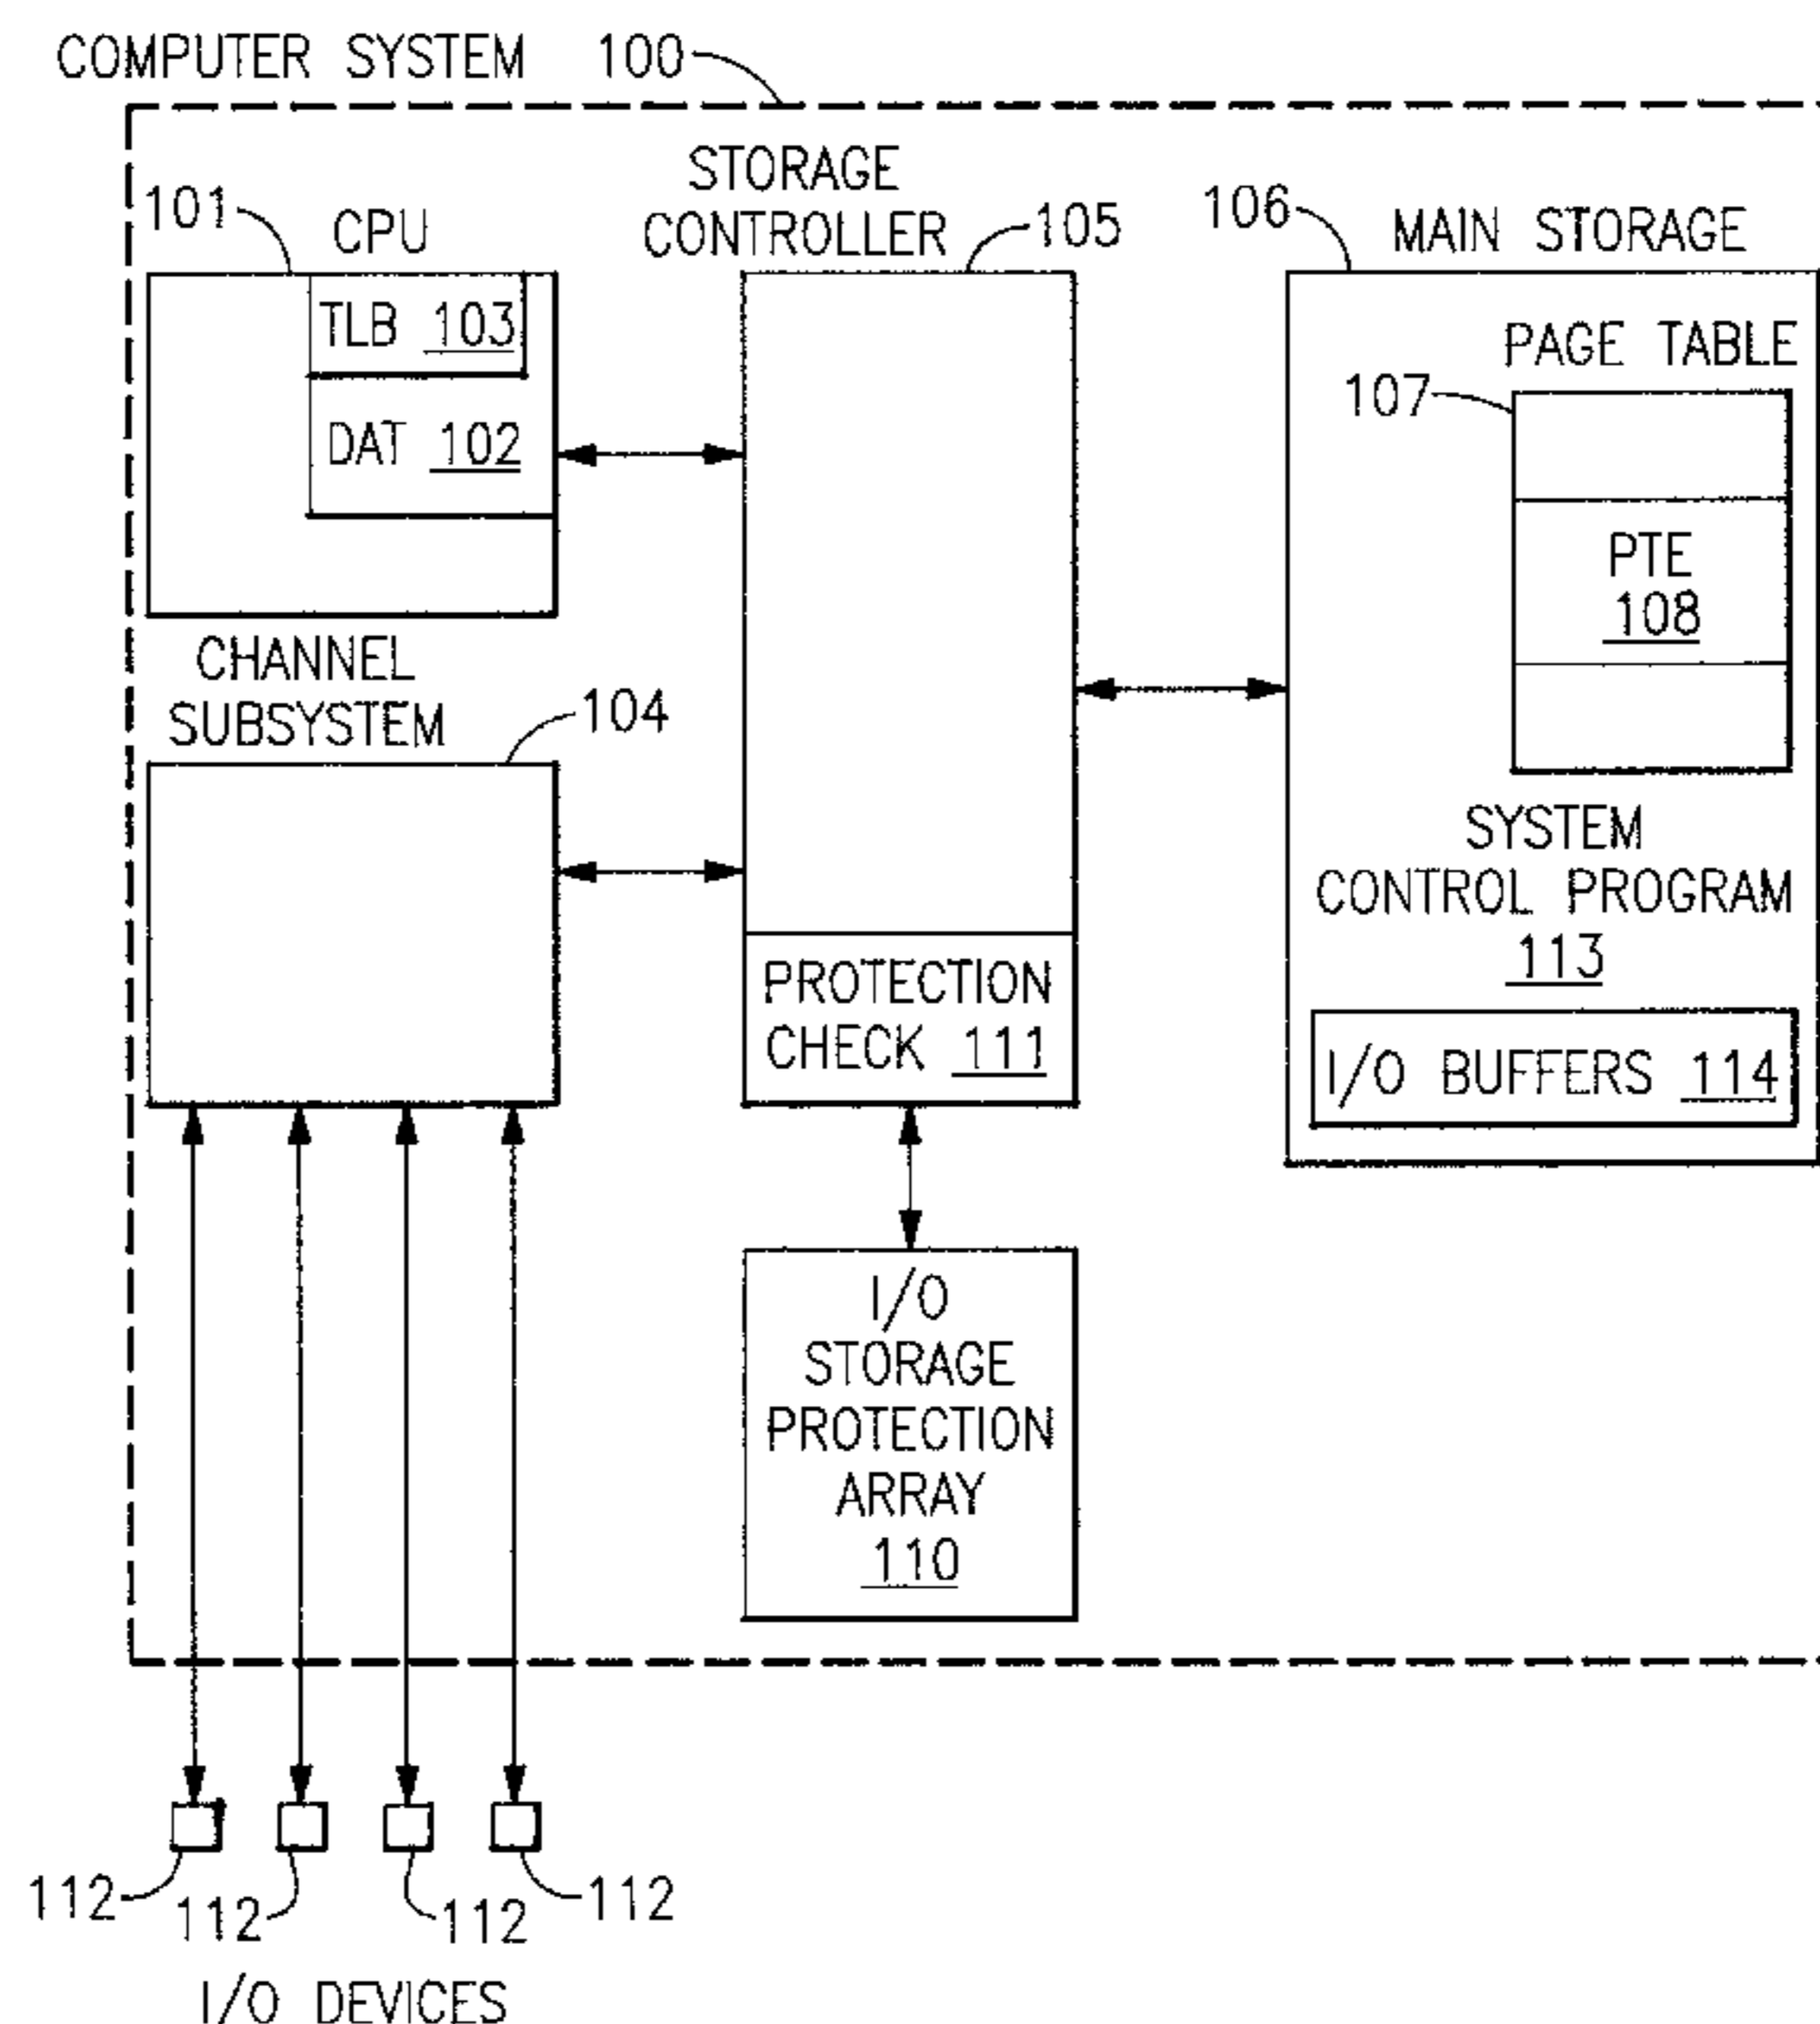 COMPUTER SYSTEM 100
STORAGE
CONTROLLER
101
CPU
105
106
MAIN STORAGE
TLB 103
DAT 102
PAGE TABLE
107
PTE
108
CHANNEL
SUBSYSTEM
104
SYSTEM
CONTROL PROGRAM
113
PROTECTION
CHECK 111
I/O BUFFERS 114
I/O
STORAGE
PROTECTION
ARRAY
110
112
112
112
112
I/O DEVICES